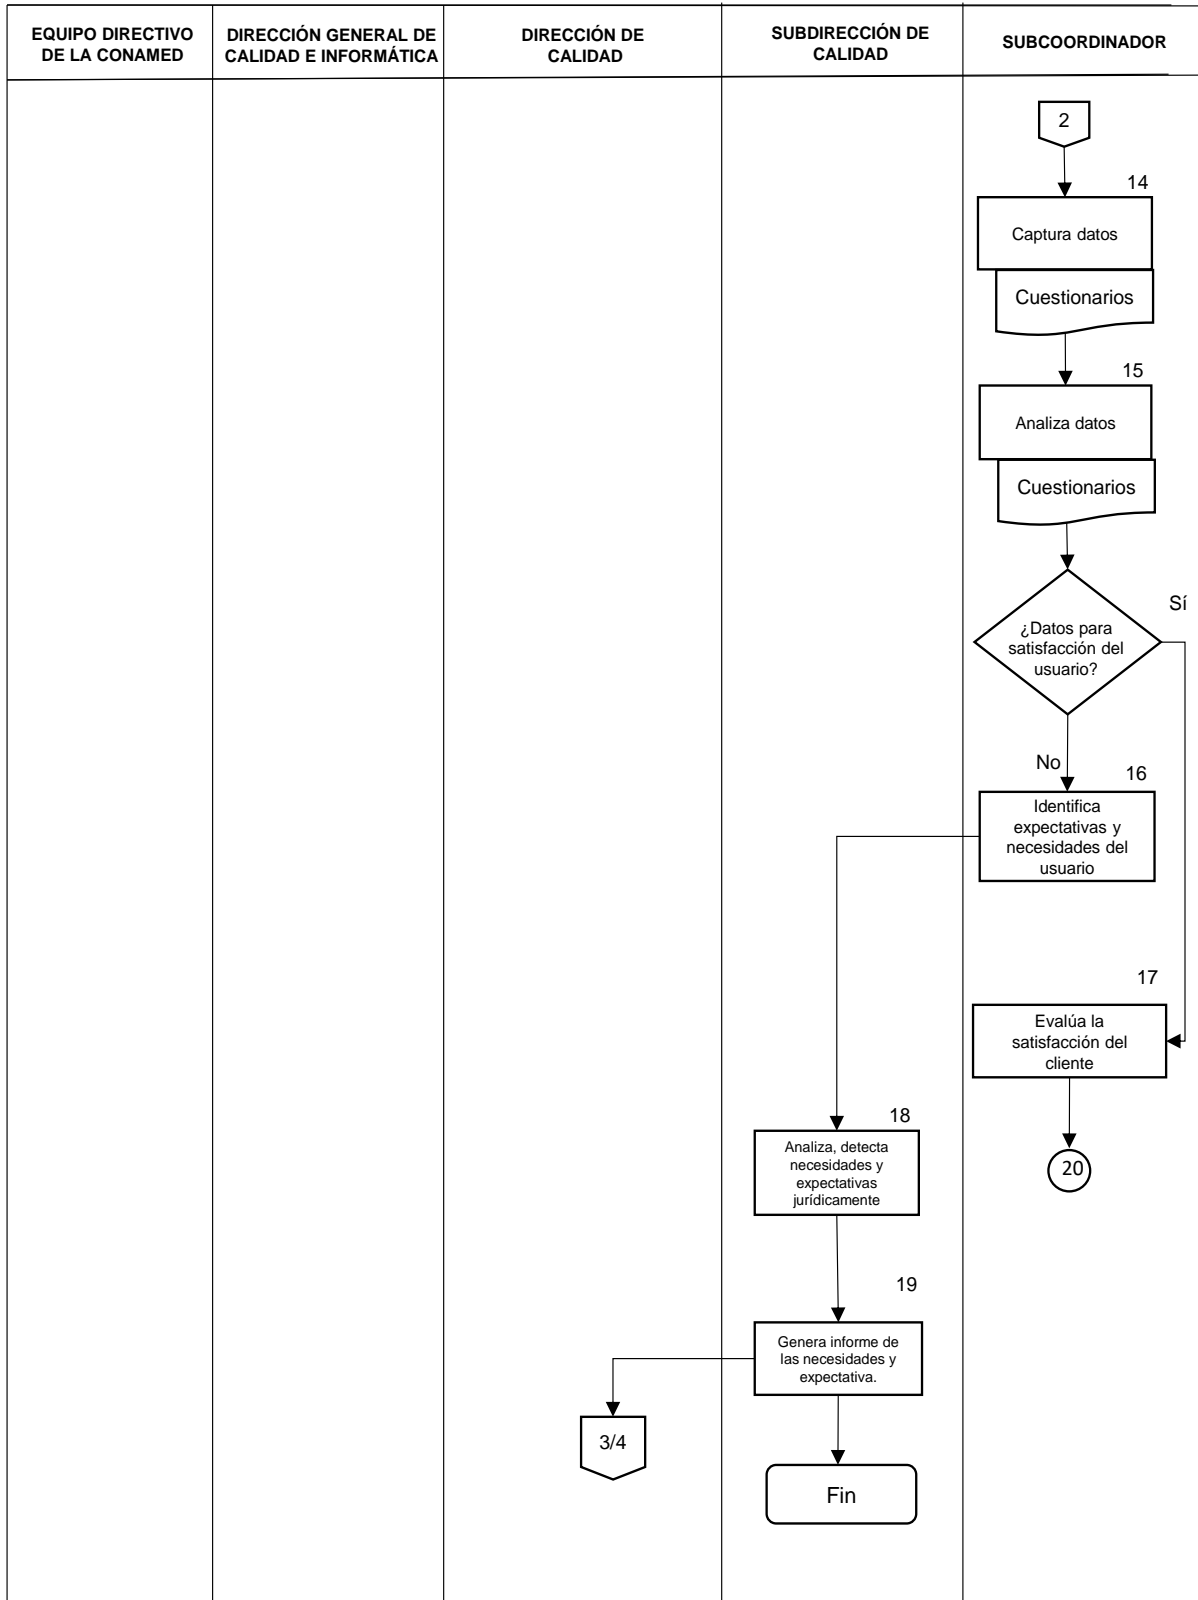 EQUIPO DIRECTIVO
DE LA CONAMED
DIRECCIÓN GENERAL DE
CALIDAD E INFORMÁTICA
DIRECCIÓN DE
CALIDAD
SUBDIRECCIÓN DE
CALIDAD
SUBCOORDINADOR
2
14
Captura datos
Cuestionarios
15
Analiza datos
Cuestionarios
Sí
¿Datos para
satisfacción del
usuario?
No
16
Identifica
expectativas y
necesidades del
usuario
17
Evalúa la
satisfacción del
cliente
18
Analiza, detecta
necesidades y
expectativas
jurídicamente
20
19
Genera informe de
las necesidades y
expectativa.
3/4
Fin